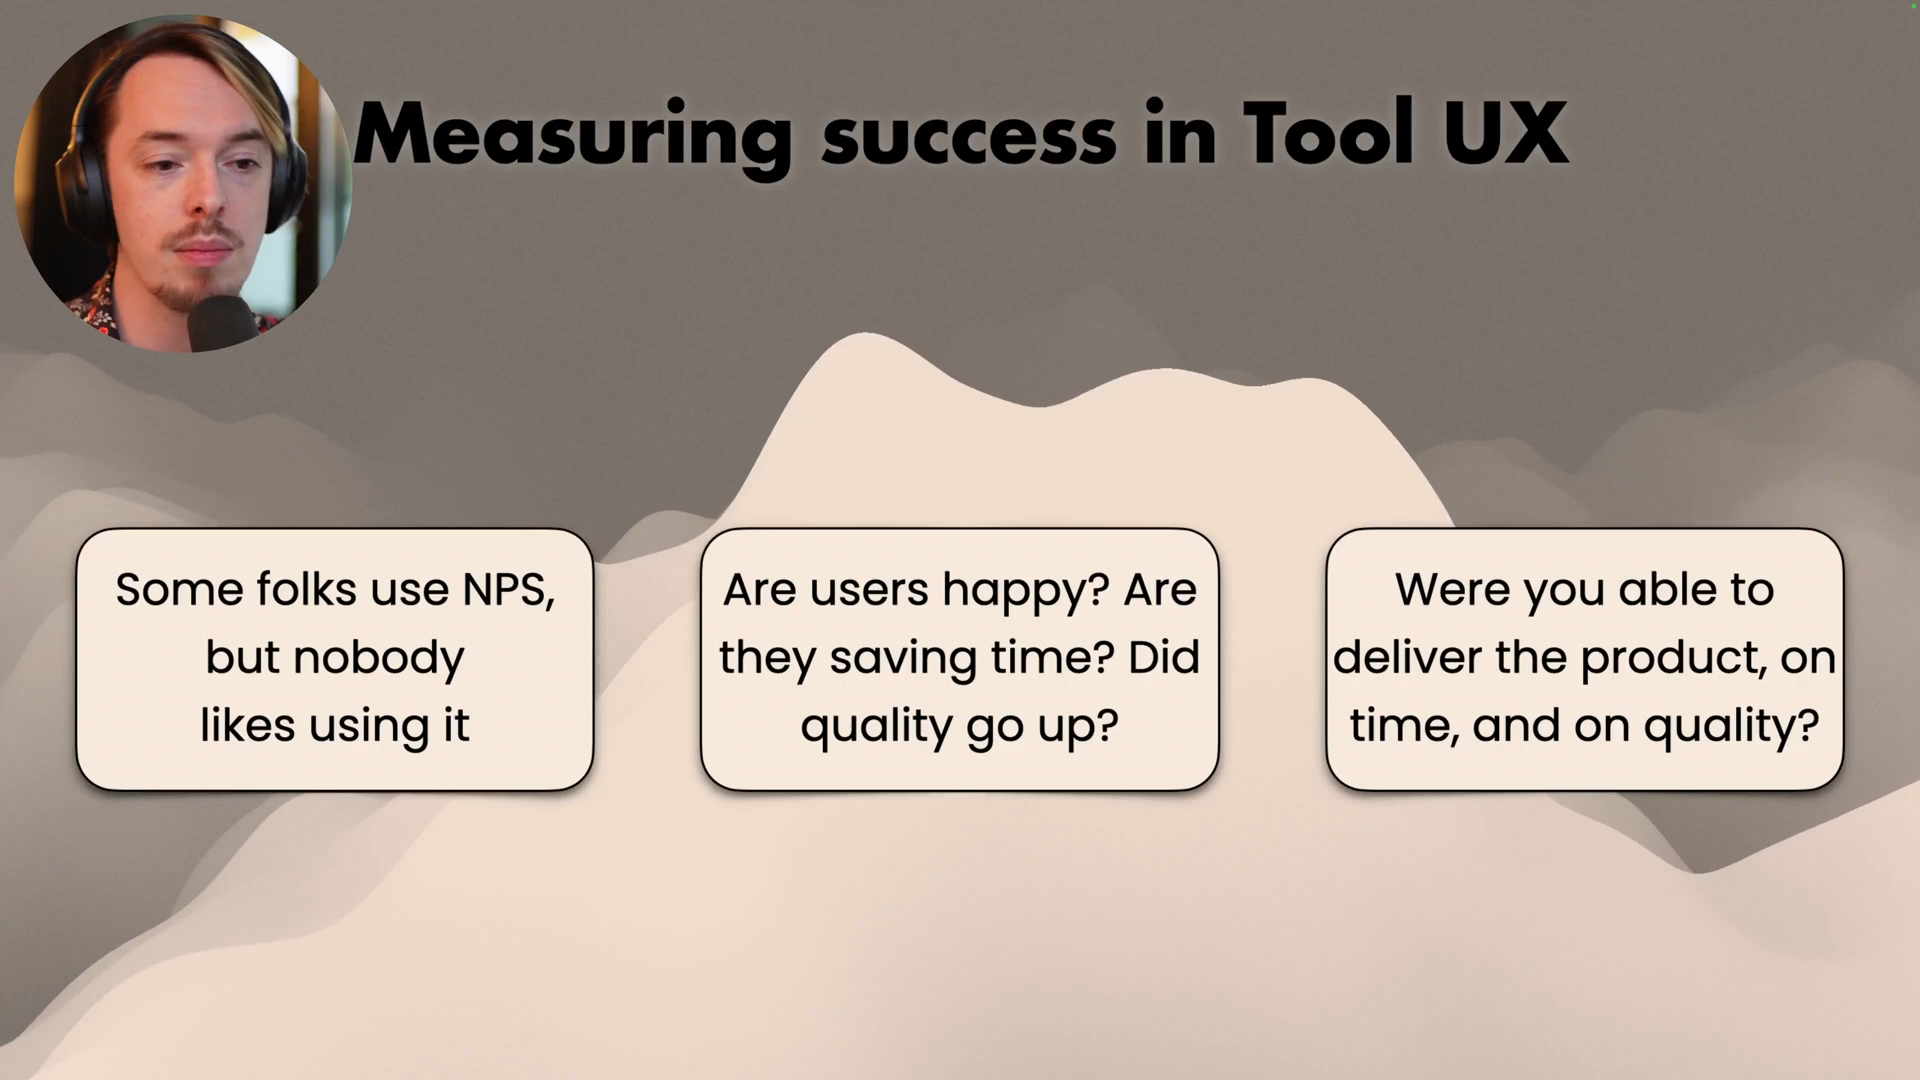 Measuring success in Tool UX
Some folks use NPS,
but nobody
likes using it
Are users happy? Are
they saving time? Did
quality go up?
Were you able to
deliver the product, on
time, and on quality?